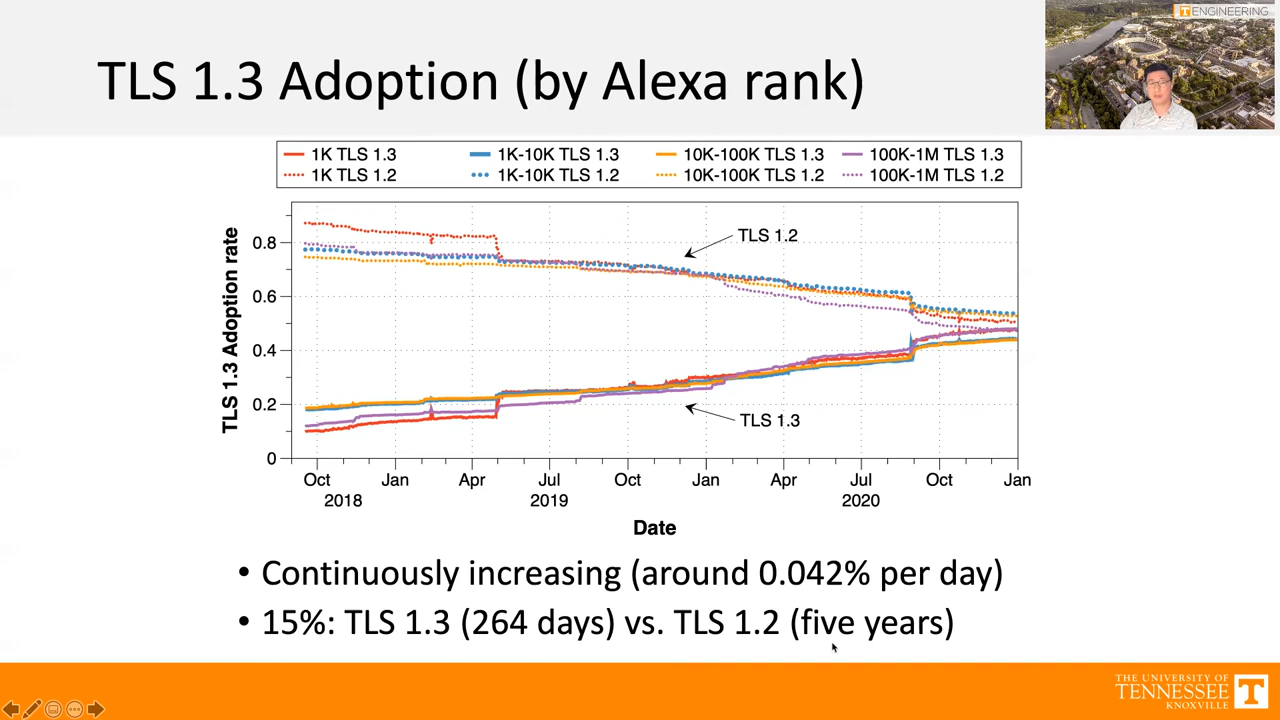 TENGINEERING
TLS 1.3 Adoption (by Alexa rank)
1K TLS 1.3 1K-10K TLS 1.3 10K-100K TLS 1.3 100K-1M TLS 1.3
1K TLS 1.2 1K-10K TLS 1.2 10K-100K TLS 1.2 100K-1M TLS 1.2
TLS 1.3 Adoption rate
0.8
0.6
0.4
0.2
0
TLS 1.2
TLS 1.3
Oct Jan Apr Jul Oct Jan Apr Jul Oct Jan
2018 2019 2020
Date
• Continuously increasing (around 0.042% per day)
• 15%: TLS 1.3 (264 days) vs. TLS 1.2 (five years)
THE UNIVERSITY OF
TENNESSEE T
KNOXVILLE